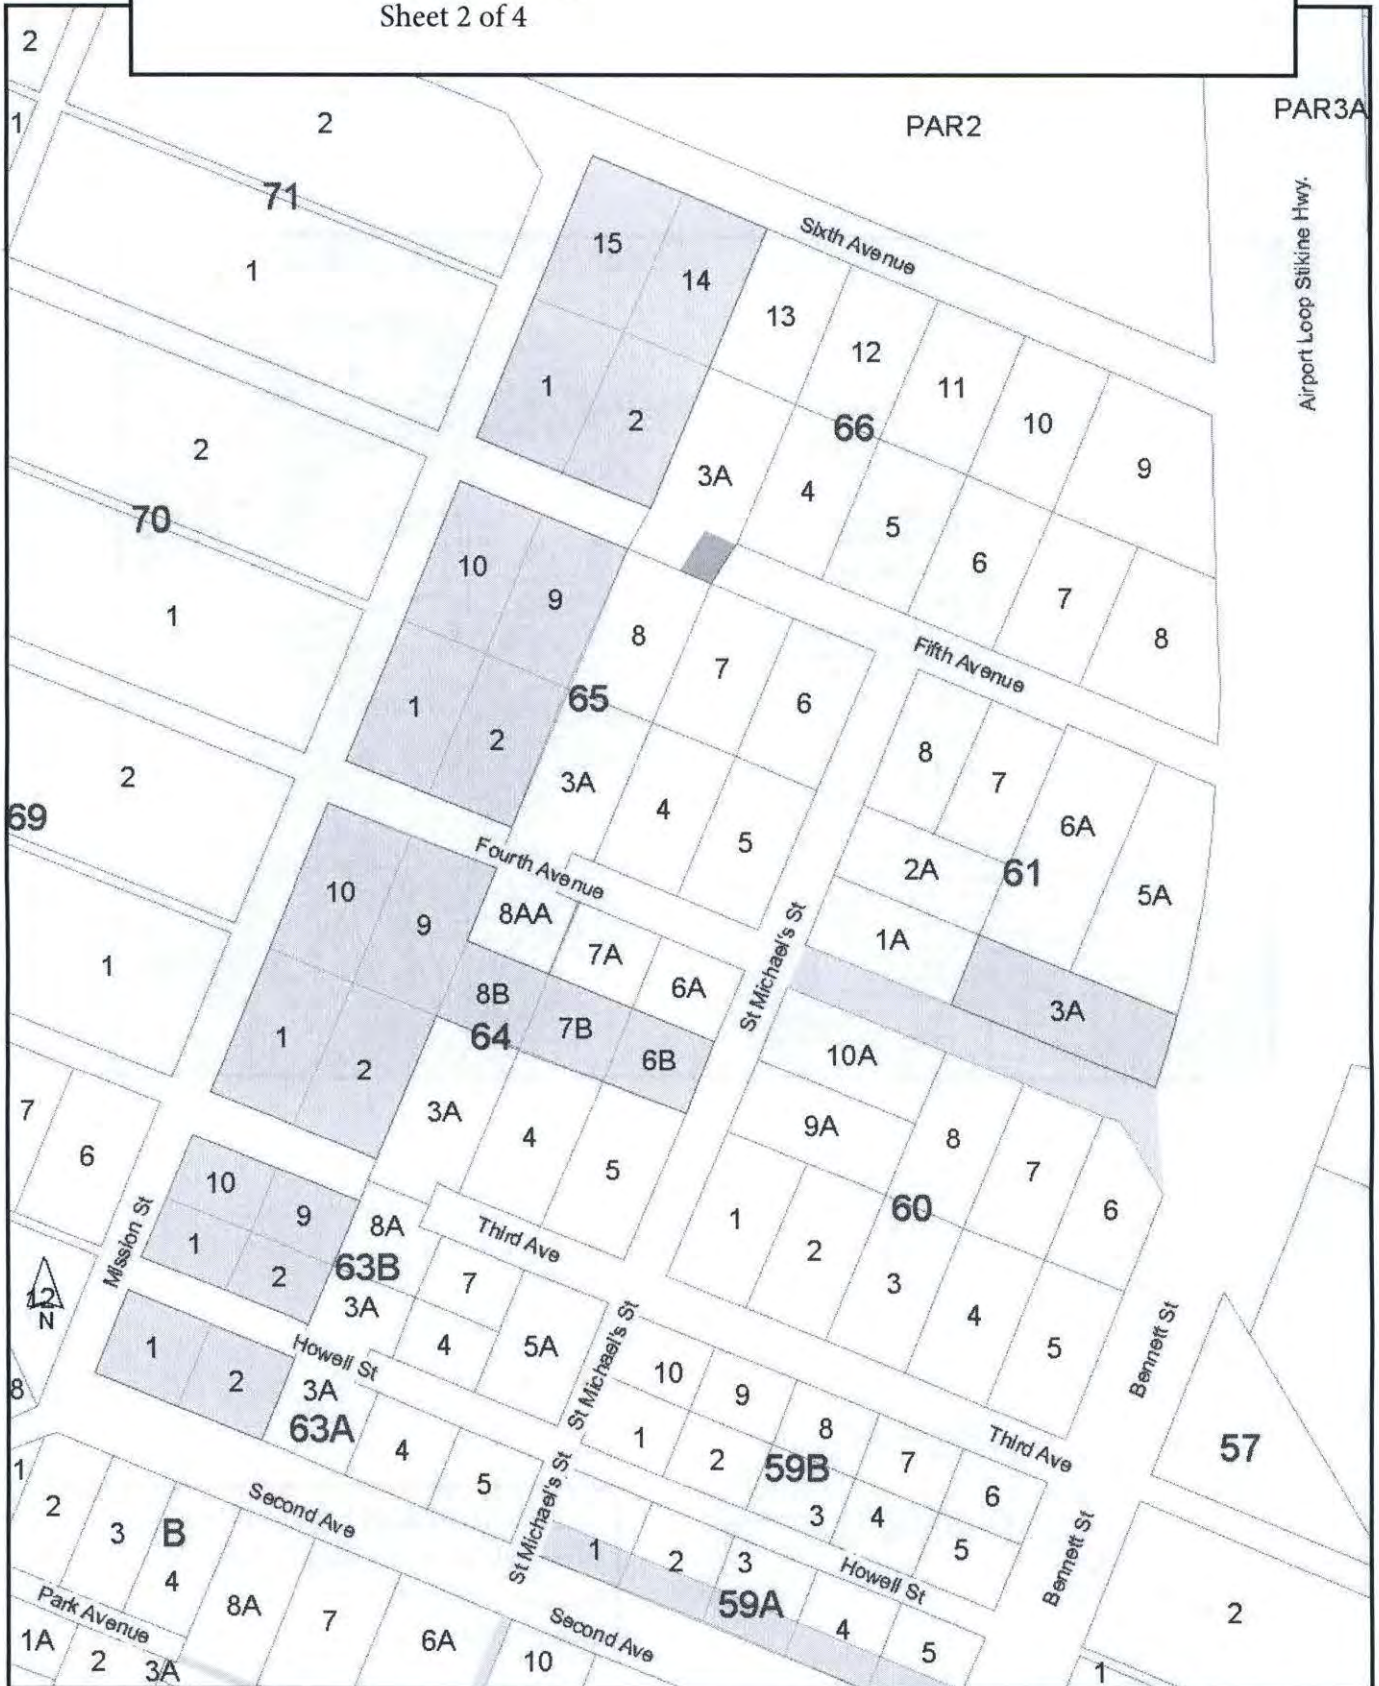 Sheet 2 of 4
2
1
2
PAR2
PAR3A
71
1
Airport Loop Stikine Hwy.
Sixth Avenue
15
14
13
12
11
10
9
1
2
66
3A
4
5
6
7
8
2
70
1
10
9
8
7
6
Fifth Avenue
65
1
2
3A
4
5
8
7
6A
5A
2A
61
1A
3A
2
69
1
Fourth Avenue
10
9
8AA
7A
6A
8B
7B
6B
64
1
2
3A
4
5
St Michael's St
10A
9A
8
7
6
60
1
2
3
4
5
7
6
Mission St
12
N
8
10
9
8A
Third Ave
1
2
63B
3A
7
4
5A
Howell St
1
2
3A
63A
4
5
St Michael's St
10
9
8
7
6
1
2
59B
3
4
5
Third Ave
Bennett St
57
1
2
3
B
4
Second Ave
8A
7
6A
10
Park Avenue
1A
2
3A
St Michael's St
1
2
3
59A
4
5
Howell St
Second Ave
Bennett St
2
1